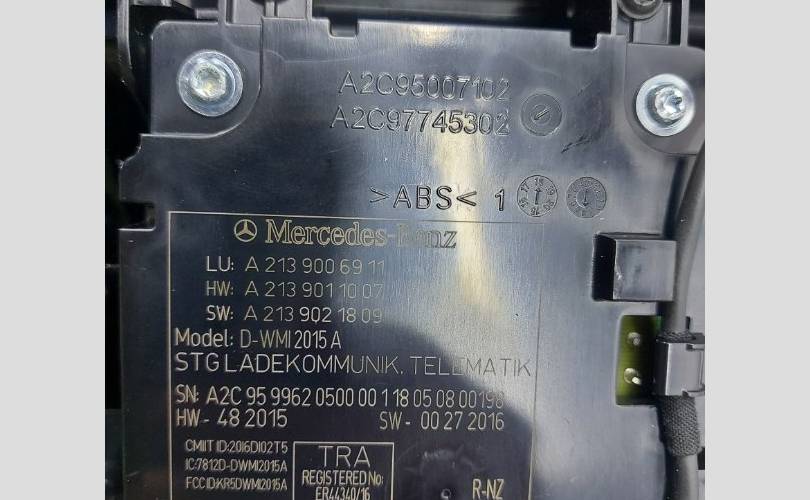 A2C95007102
A2C97745302
>ABS< 1
Mercedes-Benz
LU: A 213 900 69 11
HW: A 213 901 10 07
SW: A 213 902 18 09
Model: D-WMI2015A
STG LADEKOMMUNIK. TELEMATIK
SN: A2C 95 9962 0500 00 1 18 05 08 00198
HW- 48 2015 SW- 00 27 2016
CMIIT ID:2016DJ02T5
IC:7812D-DWMI2015A
FCC ID:KR5DWMI2015A
TRA
REGISTERED No:
ER44340/16
R-NZ